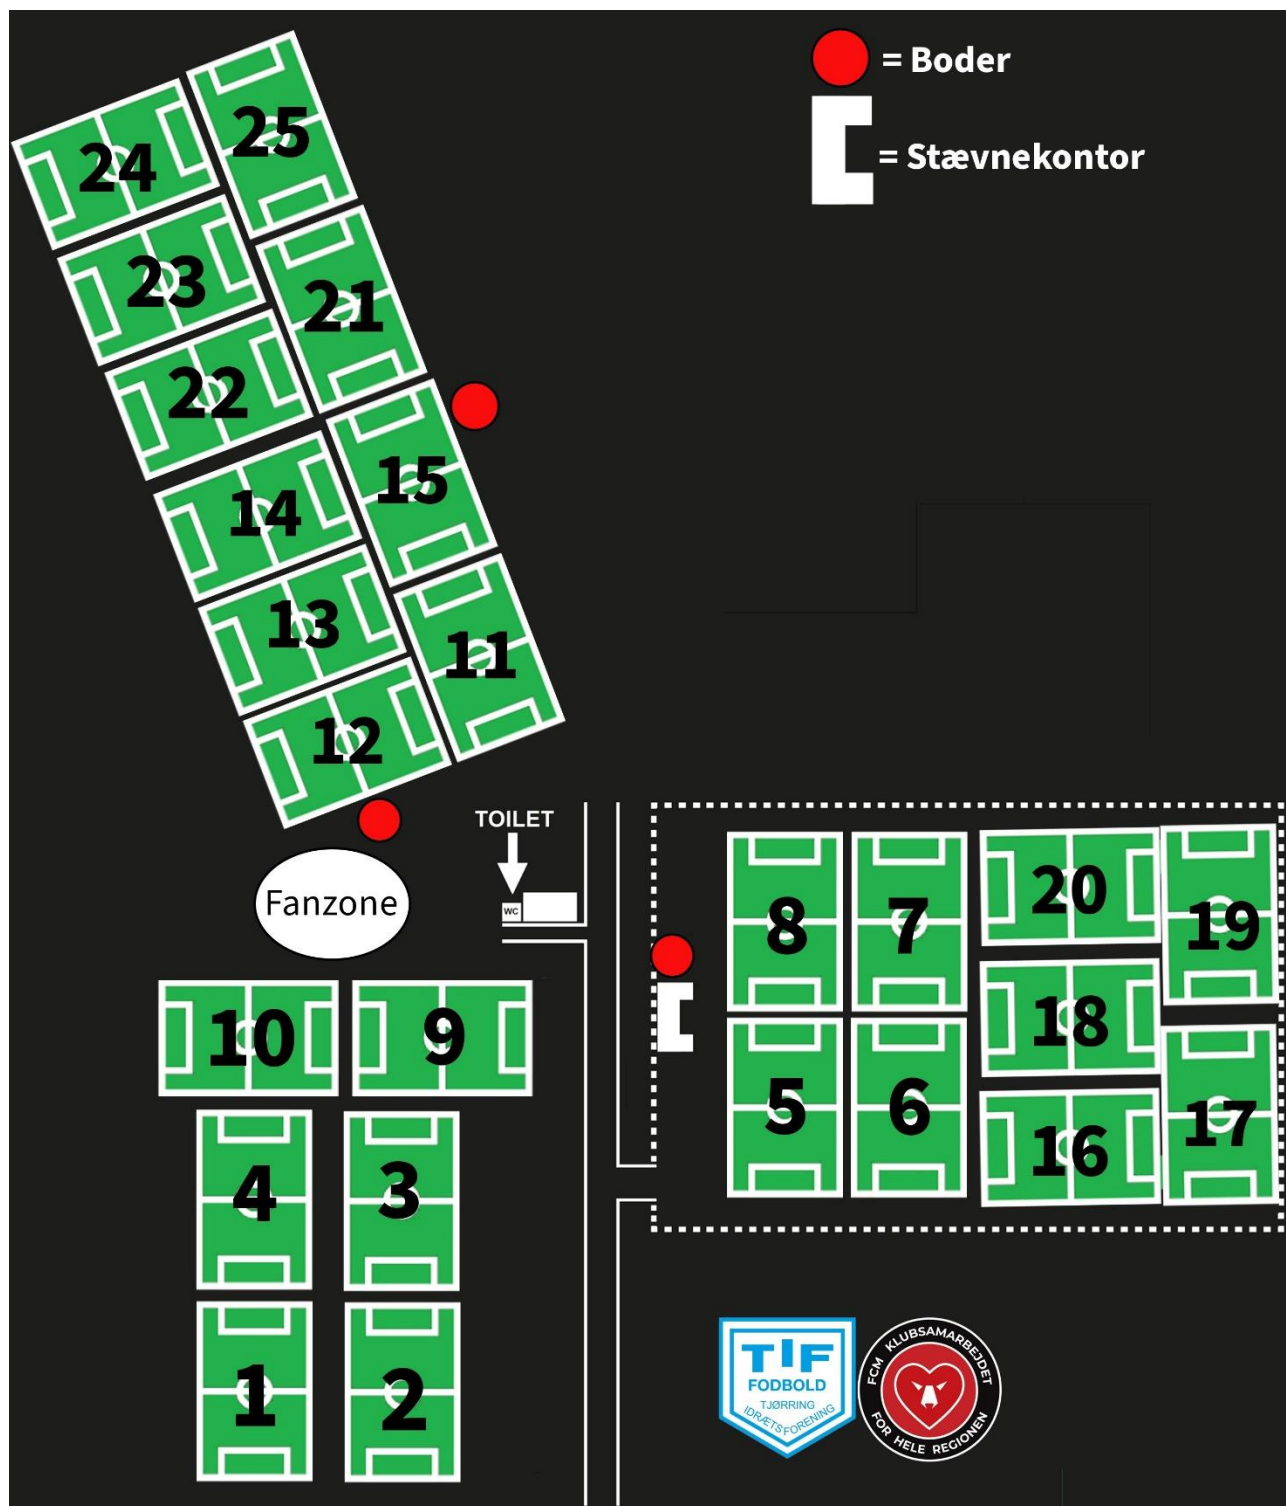 = Boder
= Stævnekontor
25
24
23
21
22
15
14
13
11
12
TOILET
WC
Fanzone
8
7
20
19
18
10
9
5
6
16
17
4
3
1
2
TIF
FODBOLD
TJØRRING
IDRÆTSFORENING
FCM KLUBSAMARBEJDET
FOR HELE REGIONEN